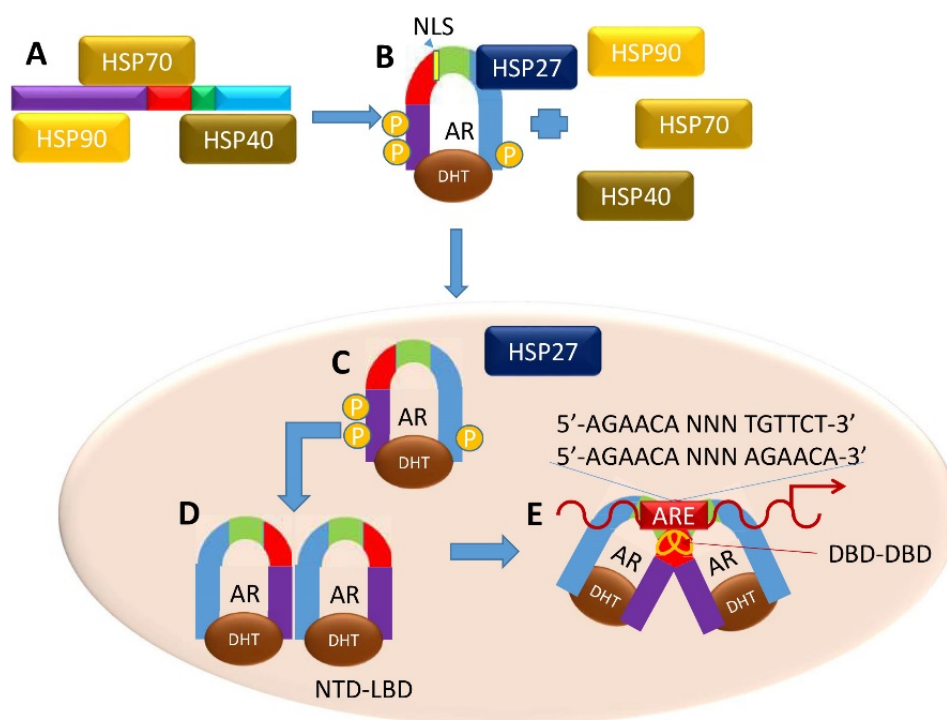 A
HSP70
HSP90
HSP40
B
NLS
HSP27
HSP90
P
P
AR
P
DHT
HSP70
HSP40
C
HSP27
P
P
AR
P
DHT
5’-AGAACA NNN TGTTCT-3’
5’-AGAACA NNN AGAACA-3’
D
AR
AR
DHT
DHT
NTD-LBD
E
ARE
DBD-DBD
AR
AR
DHT
DHT